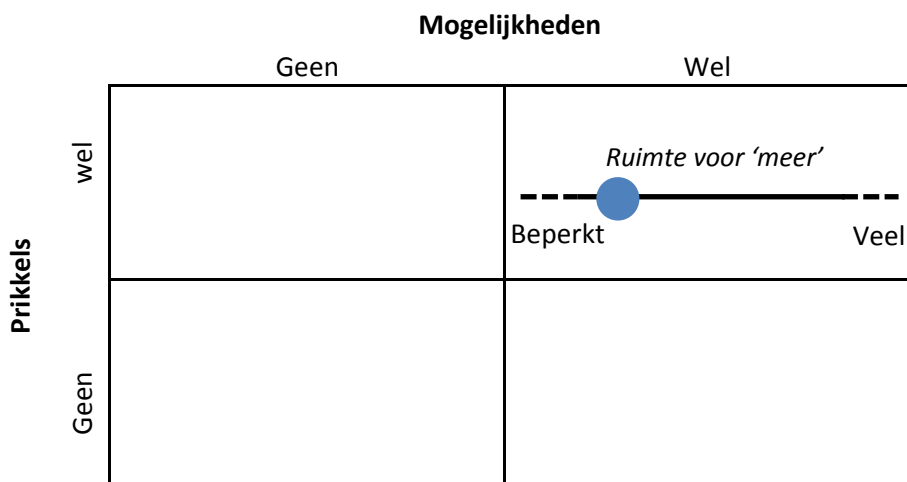 Mogelijkheden
Geen
Wel
wel
Ruimte voor ‘meer’
Beperkt
Veel
Prikkels
Geen